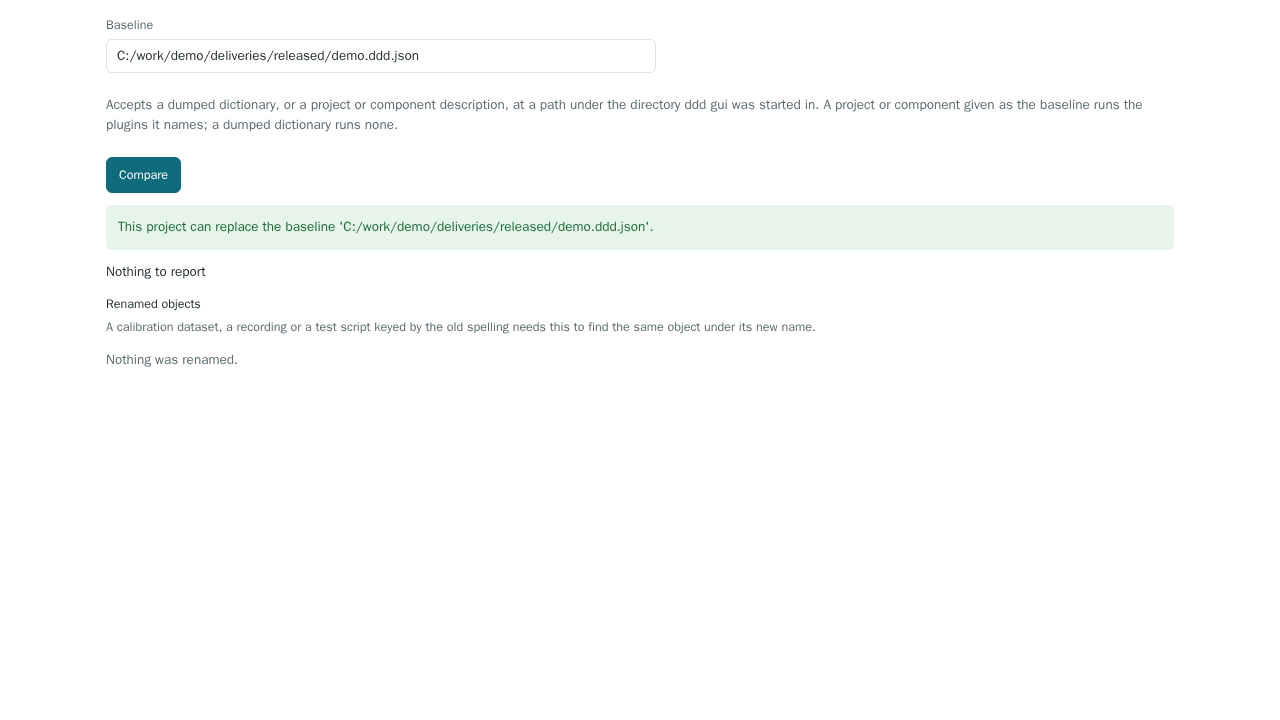 Baseline
C:/work/demo/deliveries/released/demo.ddd.json
Accepts a dumped dictionary, or a project or component description, at a path under the directory ddd gui was started in. A project or component given as the baseline runs the
plugins it names; a dumped dictionary runs none.
Compare
This project can replace the baseline 'C:/work/demo/deliveries/released/demo.ddd.json'.
Nothing to report
Renamed objects
A calibration dataset, a recording or a test script keyed by the old spelling needs this to find the same object under its new name.
Nothing was renamed.